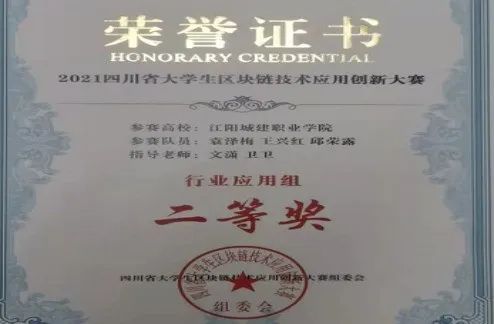 荣誉证书
HONORARY CREDENTIAL
2021四川省大学生区块链技术应用创新大赛
参赛高校：江阳城建职业学院
参赛队员：袁泽梅 王兴红 邱荣露
指导老师：文潇 卫卫
行业应用组
二等奖
四川省大学生区块链技术应用创新大赛组委会
组委会